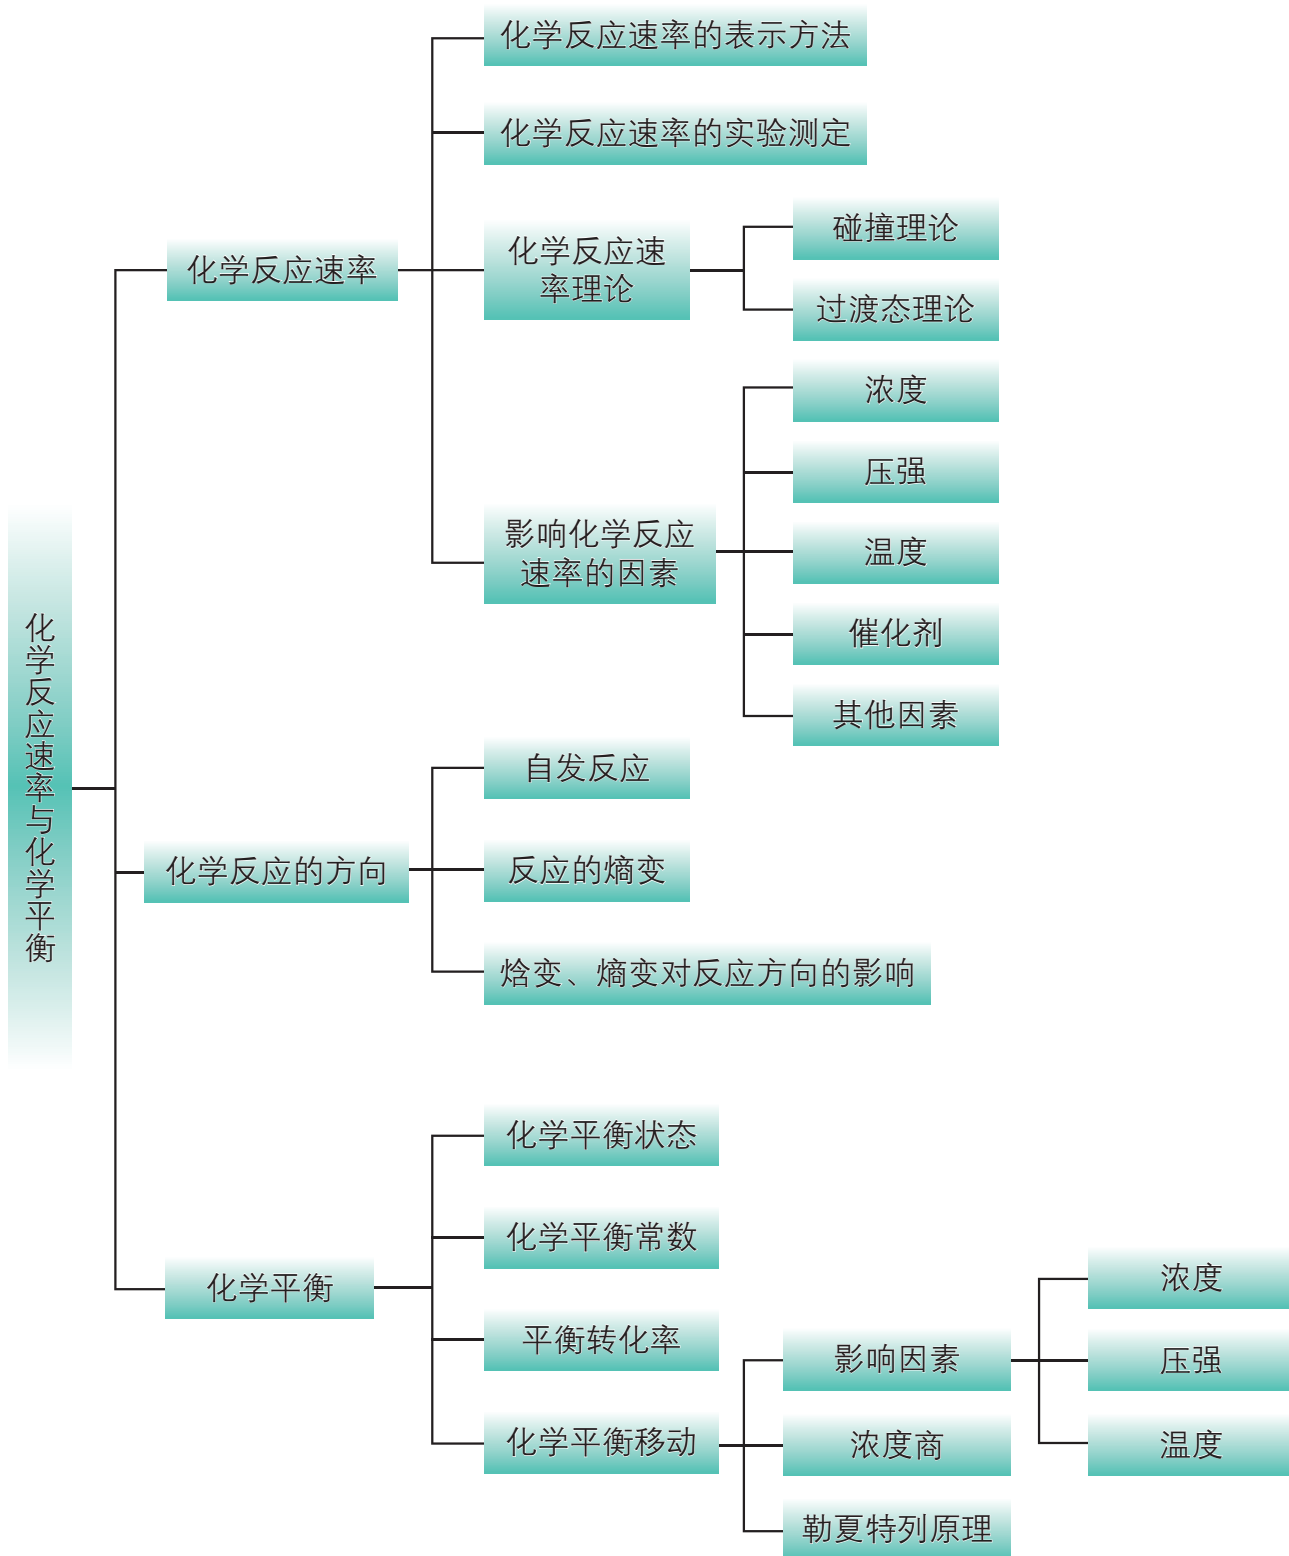 化学反应速率与化学平衡
化学反应速率
化学反应速率的表示方法
化学反应速率的实验测定
化学反应速
率理论
碰撞理论
过渡态理论
影响化学反应
速率的因素
浓度
压强
温度
催化剂
其他因素
化学反应的方向
自发反应
反应的熵变
焓变、熵变对反应方向的影响
化学平衡
化学平衡状态
化学平衡常数
平衡转化率
化学平衡移动
影响因素
浓度
压强
温度
浓度商
勒夏特列原理